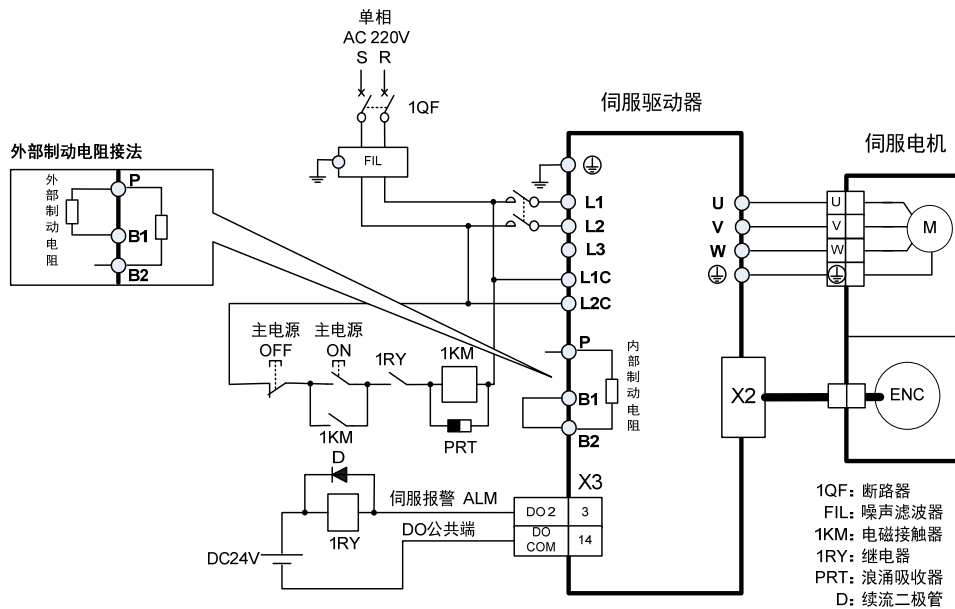 单相
AC 220V
S R
1QF
FIL
外部制动电阻接法
外部制动电阻
P
B1
B2
伺服驱动器
L1
L2
L3
L1C
L2C
P
B1
B2
内部制动电阻
U
V
W
X2
伺服电机
U
V
W
M
ENC
主电源
OFF
主电源
ON
1RY
1KM
1KM
PRT
D
1RY
DC24V
伺服报警 ALM
DO公共端
X3
DO 2
3
DO
COM
14
1QF：断路器
FIL：噪声滤波器
1KM：电磁接触器
1RY：继电器
PRT：浪涌吸收器
D：续流二极管